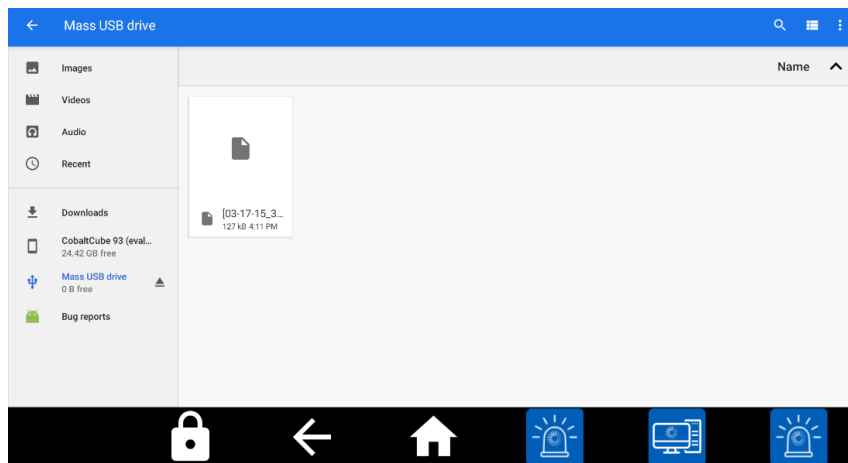 Mass USB drive
Images
Videos
Audio
Recent
Downloads
CobaltCube 93 (eval...
24.42 GB free
Mass USB drive
0 B free
Bug reports
Name
[03-17-15_3...
127 kB 4:11 PM